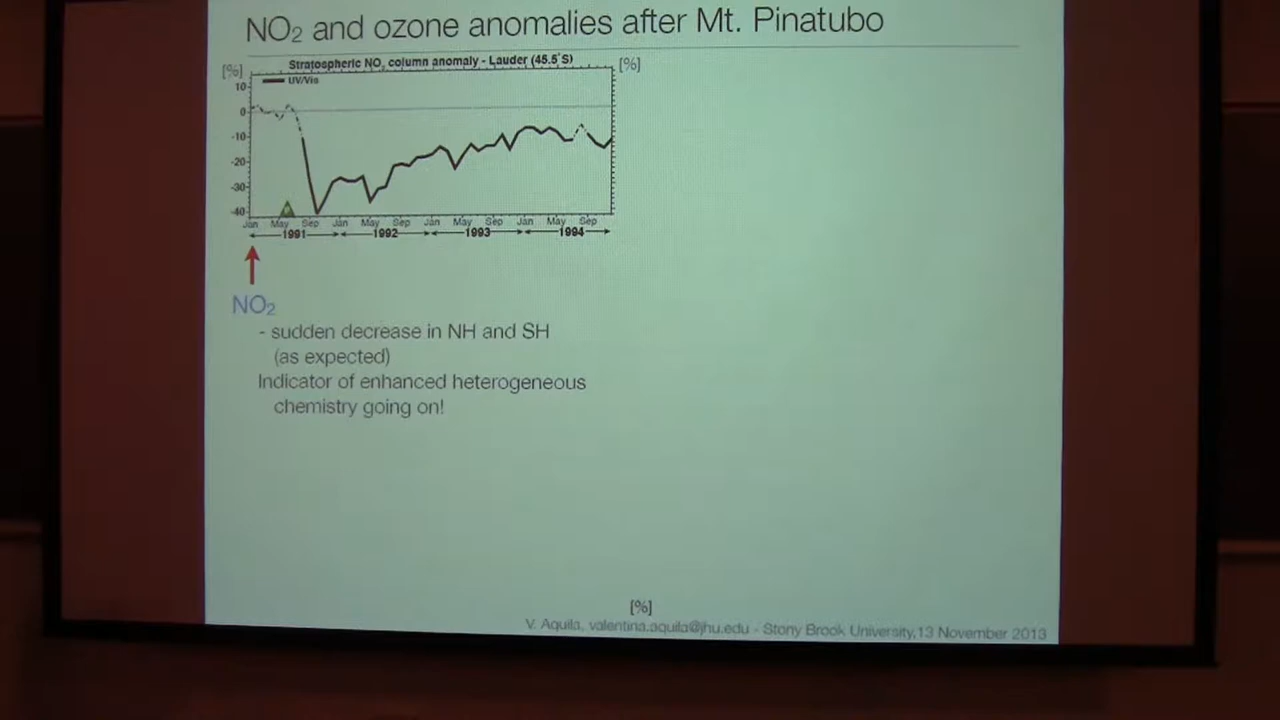 NO₂ and ozone anomalies after Mt. Pinatubo
[%]
Stratospheric NO₂ column anomaly - Lauder (45.5°S)
[%]
UV/Vis
10
0
-10
-20
-30
-40
Jan May Sep Jan May Sep Jan May Sep Jan May Sep
1991 1992 1993 1994
NO₂
- sudden decrease in NH and SH
(as expected)
Indicator of enhanced heterogeneous
chemistry going on!
[%]
V. Aquila, valentina.aquila@jhu.edu - Stony Brook University,13 November 2013